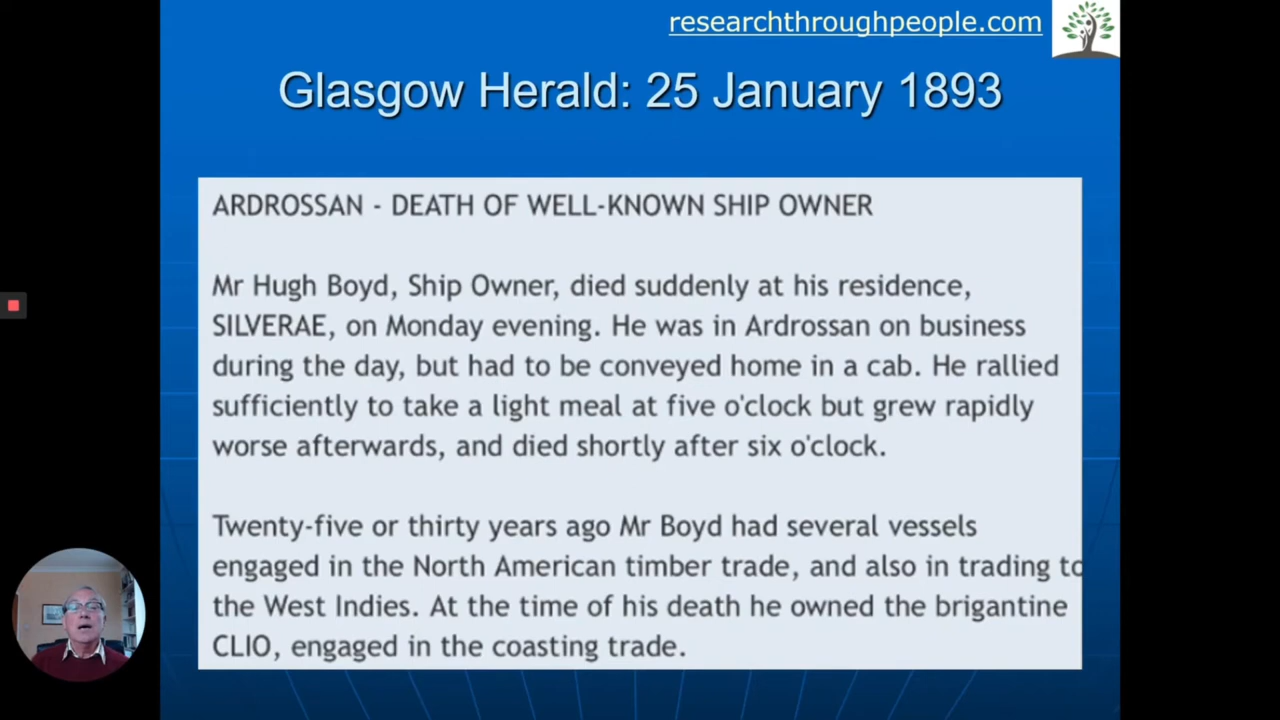 researchthroughpeople.com
Glasgow Herald: 25 January 1893
ARDROSSAN - DEATH OF WELL-KNOWN SHIP OWNER
Mr Hugh Boyd, Ship Owner, died suddenly at his residence,
SILVERAE, on Monday evening. He was in Ardrossan on business
during the day, but had to be conveyed home in a cab. He rallied
sufficiently to take a light meal at five o'clock but grew rapidly
worse afterwards, and died shortly after six o'clock.
Twenty-five or thirty years ago Mr Boyd had several vessels
engaged in the North American timber trade, and also in trading to
the West Indies. At the time of his death he owned the brigantine
CLIO, engaged in the coasting trade.